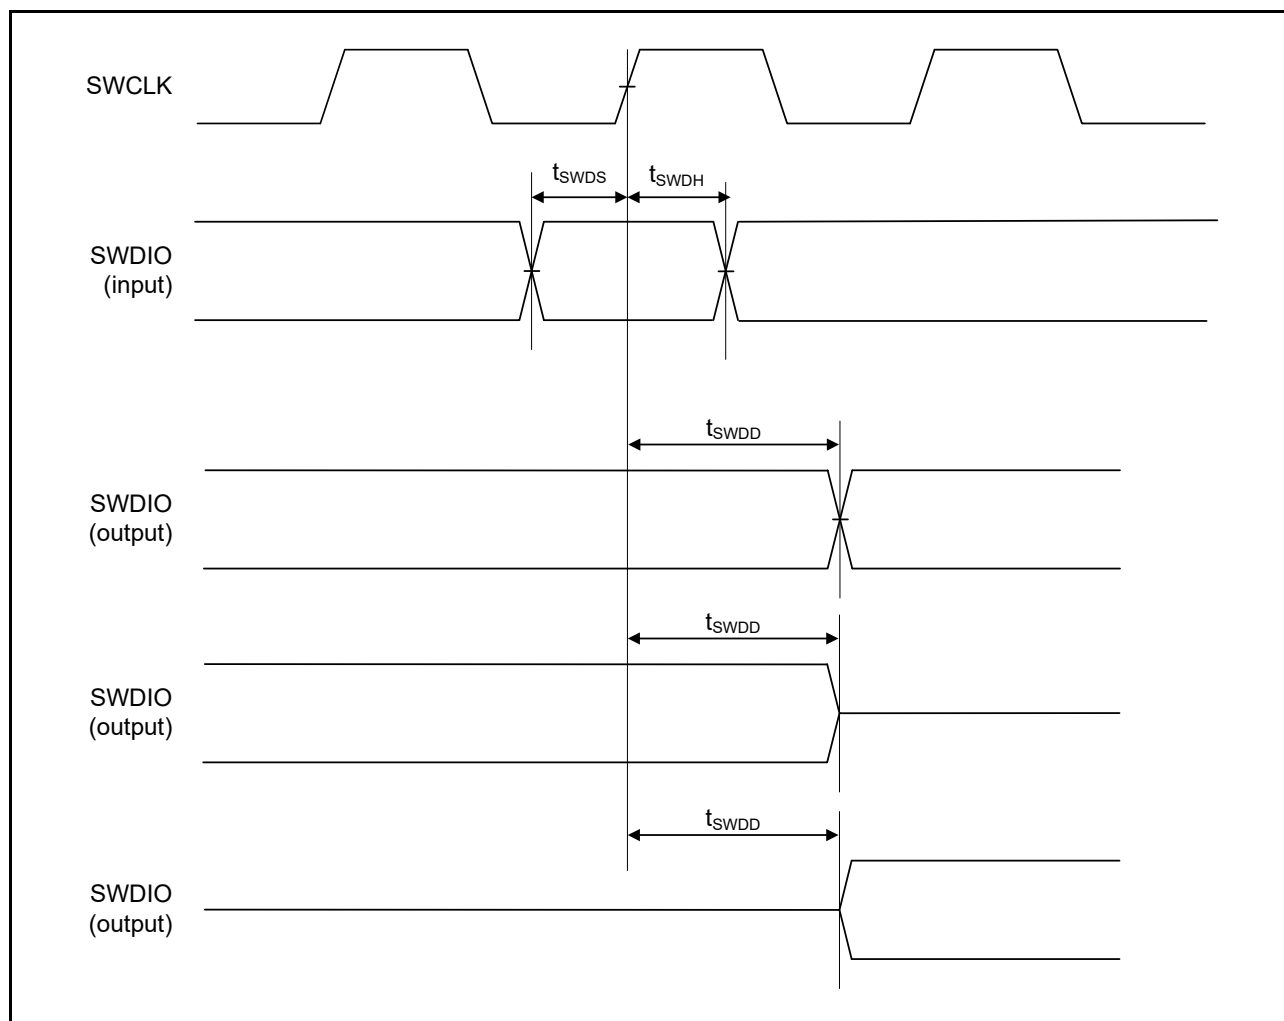 SWCLK
tSWDS
tSWDH
SWDIO
(input)
tSWDD
SWDIO
(output)
tSWDD
SWDIO
(output)
tSWDD
SWDIO
(output)